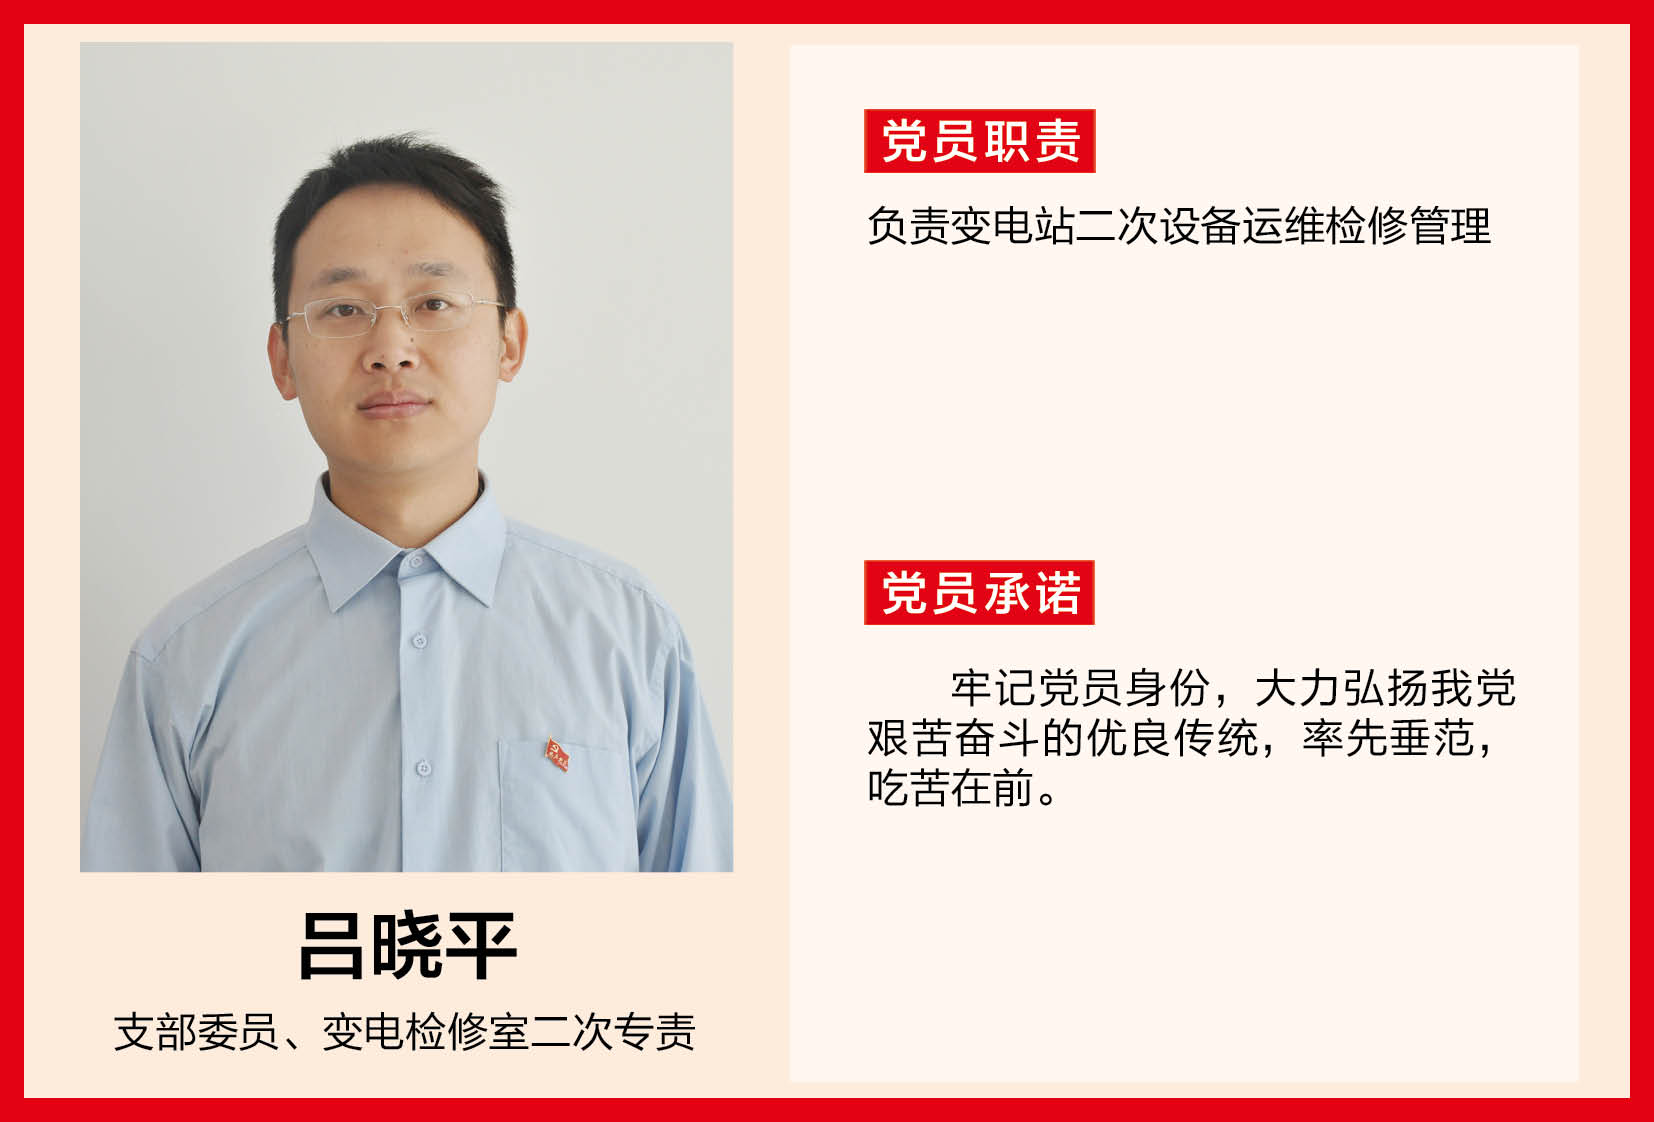 吕晓平
支部委员、变电检修室二次专责
党员职责
负责变电站二次设备运维检修管理
党员承诺
牢记党员身份，大力弘扬我党
艰苦奋斗的优良传统，率先垂范，
吃苦在前。